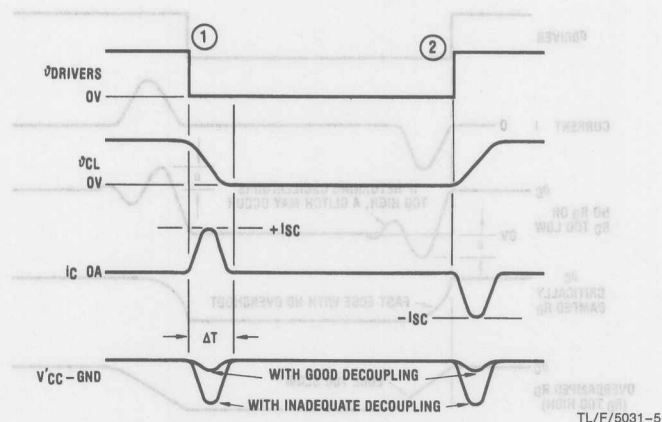 1
2
𝑣DRIVERS
0V
𝑣CL
0V
+ISC
iC 0A
−ISC
ΔT
V'CC – GND
WITH GOOD DECOUPLING
WITH INADEQUATE DECOUPLING
TL/F/5031–5